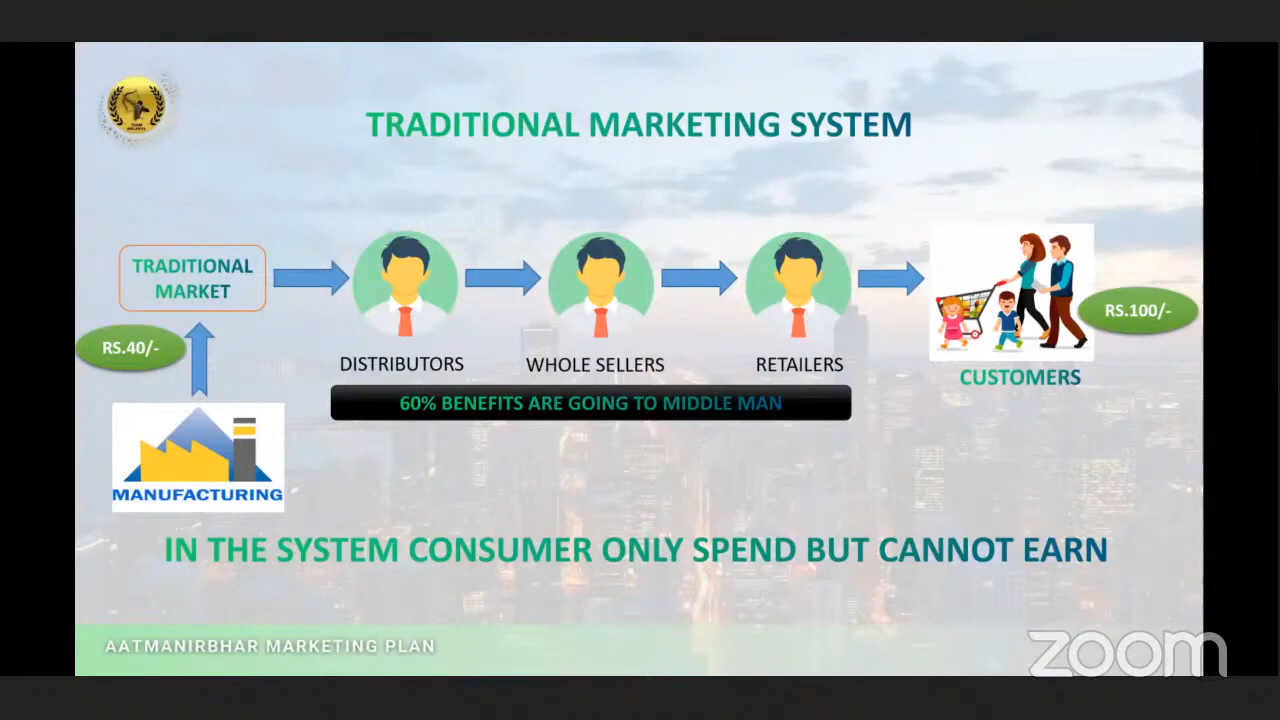 TRADITIONAL MARKETING SYSTEM
TRADITIONAL
MARKET
RS.40/-
MANUFACTURING
DISTRIBUTORS
WHOLE SELLERS
RETAILERS
60% BENEFITS ARE GOING TO MIDDLE MAN
RS.100/-
CUSTOMERS
IN THE SYSTEM CONSUMER ONLY SPEND BUT CANNOT EARN
AATMANIRBHAR MARKETING PLAN
zoom